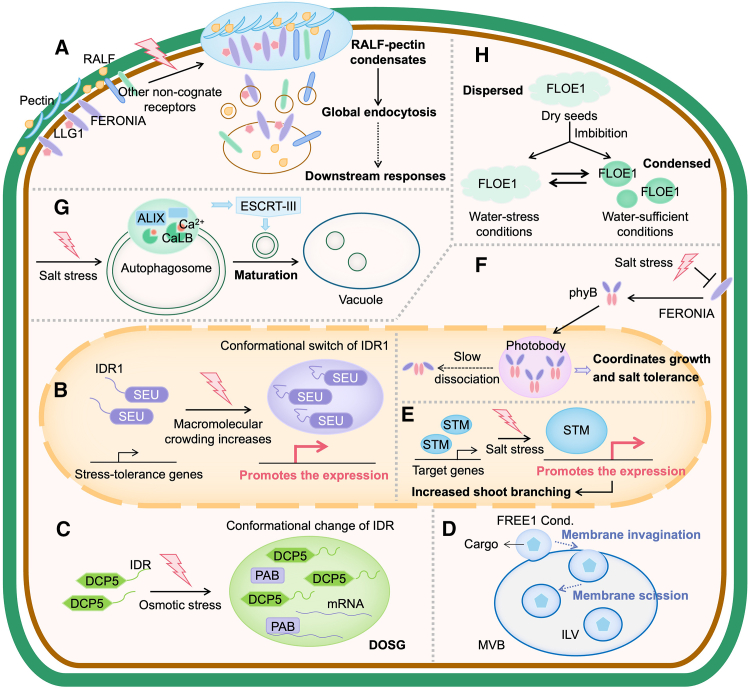 A
RALF
Pectin
LLG1
FERONIA
Other non-cognate
receptors
RALF-pectin
condensates
Global endocytosis
Downstream responses
H
Dispersed
FLOE1
Dry seeds
Imbibition
Condensed
FLOE1
FLOE1
FLOE1
Water-stress
conditions
Water-sufficient
conditions
G
Salt stress
ALIX
Ca2+
CaLB
Autophagosome
ESCRT-III
Maturation
Vacuole
F
Salt stress
phyB
FERONIA
Photobody
Slow
dissociation
Coordinates growth
and salt tolerance
B
IDR1
SEU
SEU
Conformational switch of IDR1
Macromolecular
crowding increases
SEU
SEU
SEU
Stress-tolerance genes
Promotes the expression
E
STM
STM
Target genes
Salt stress
STM
Promotes the expression
Increased shoot branching
C
IDR
DCP5
DCP5
Osmotic stress
Conformational change of IDR
DCP5
PAB
DCP5
DCP5
mRNA
PAB
DOSG
D
FREE1 Cond.
Cargo
Membrane invagination
Membrane scission
ILV
MVB